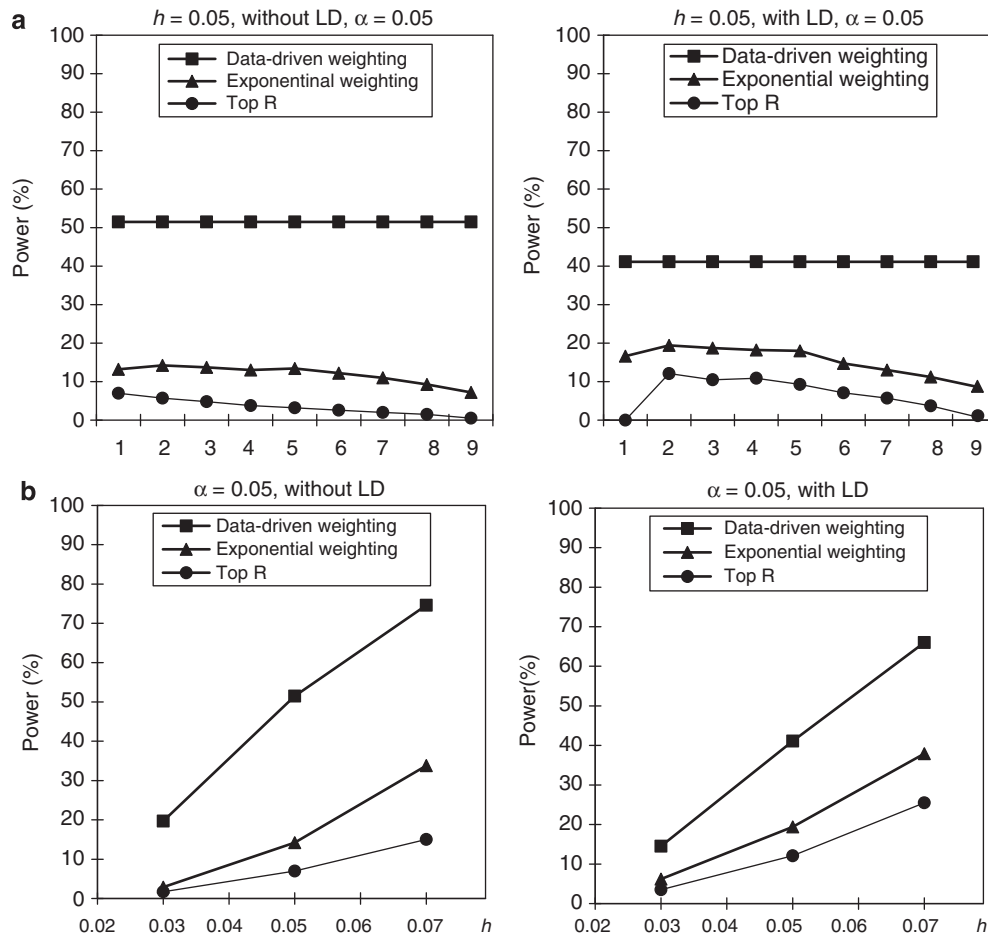 a
h = 0.05, without LD, α = 0.05
100
90
80
70
60
50
40
30
20
10
0
Power (%)
Data-driven weighting
Exponentinal weighting
Top R
1 2 3 4 5 6 7 8 9
h = 0.05, with LD, α = 0.05
100
90
80
70
60
50
40
30
20
10
0
Power (%)
Data-driven weighting
Exponential weighting
Top R
1 2 3 4 5 6 7 8 9
b
α = 0.05, without LD
100
90
80
70
60
50
40
30
20
10
0
Power (%)
Data-driven weighting
Exponential weighting
Top R
0.02 0.03 0.04 0.05 0.06 0.07 h
α = 0.05, with LD
100
90
80
70
60
50
40
30
20
10
0
Power(%)
Data-driven weighting
Exponential weighting
Top R
0.02 0.03 0.04 0.05 0.06 0.07 h